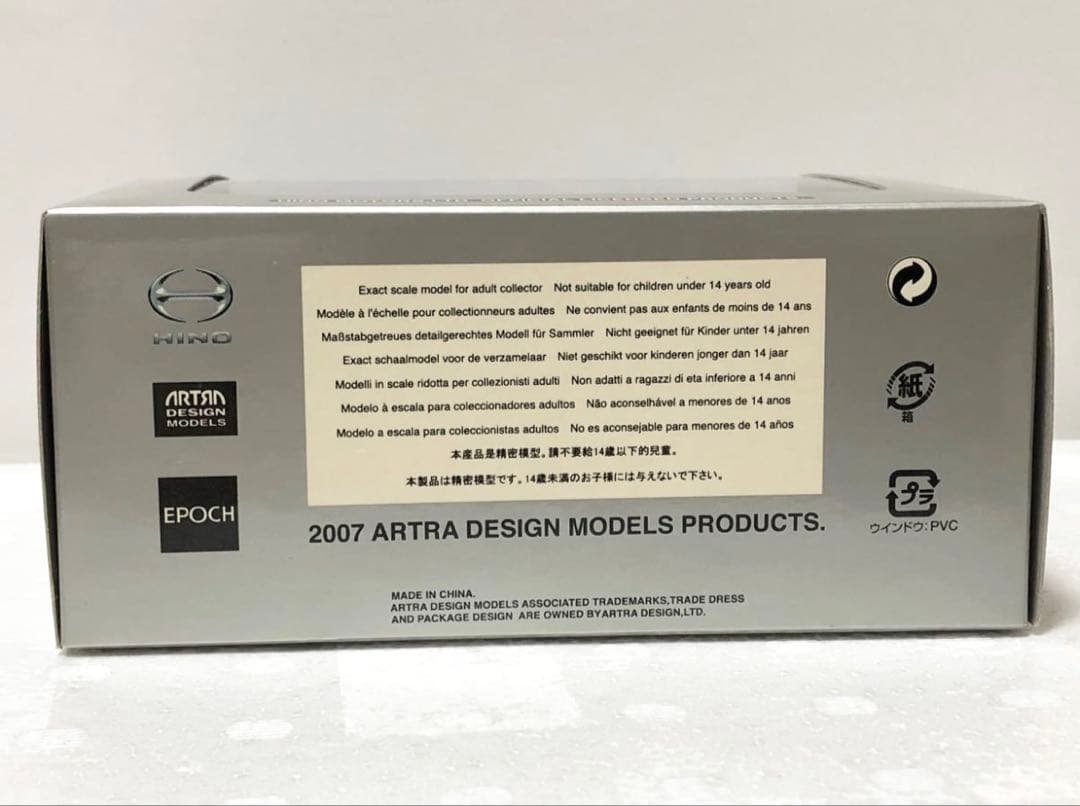 HINO
ARTRA
DESIGN
MODELS
EPOCH
Exact scale model for adult collector Not suitable for children under 14 years old
Modèle à l'échelle pour collectionneurs adultes Ne convient pas aux enfants de moins de 14 ans
Maßstabgetreues detailgerechtes Modell für Sammler Nicht geeignet für Kinder unter 14 jahren
Exact schaalmodel voor de verzamelaar Niet geschikt voor kinderen jonger dan 14 jaar
Modelli in scale ridotta per collezionisti adulti Non adatti a ragazzi di eta inferiore a 14 anni
Modelo à escala para coleccionadores adultos Não aconselhável a menores de 14 anos
Modelo a escala para coleccionistas adultos No es aconsejable para menores de 14 años
本産品是精密模型。請不要給14歳以下的兒童。
本製品は精密模型です。14歳未満のお子様には与えないで下さい。
2007 ARTRA DESIGN MODELS PRODUCTS.
MADE IN CHINA.
ARTRA DESIGN MODELS ASSOCIATED TRADEMARKS,TRADE DRESS
AND PACKAGE DESIGN ARE OWNED BYARTRA DESIGN,LTD.
紙
箱
プラ
ウインドウ:PVC